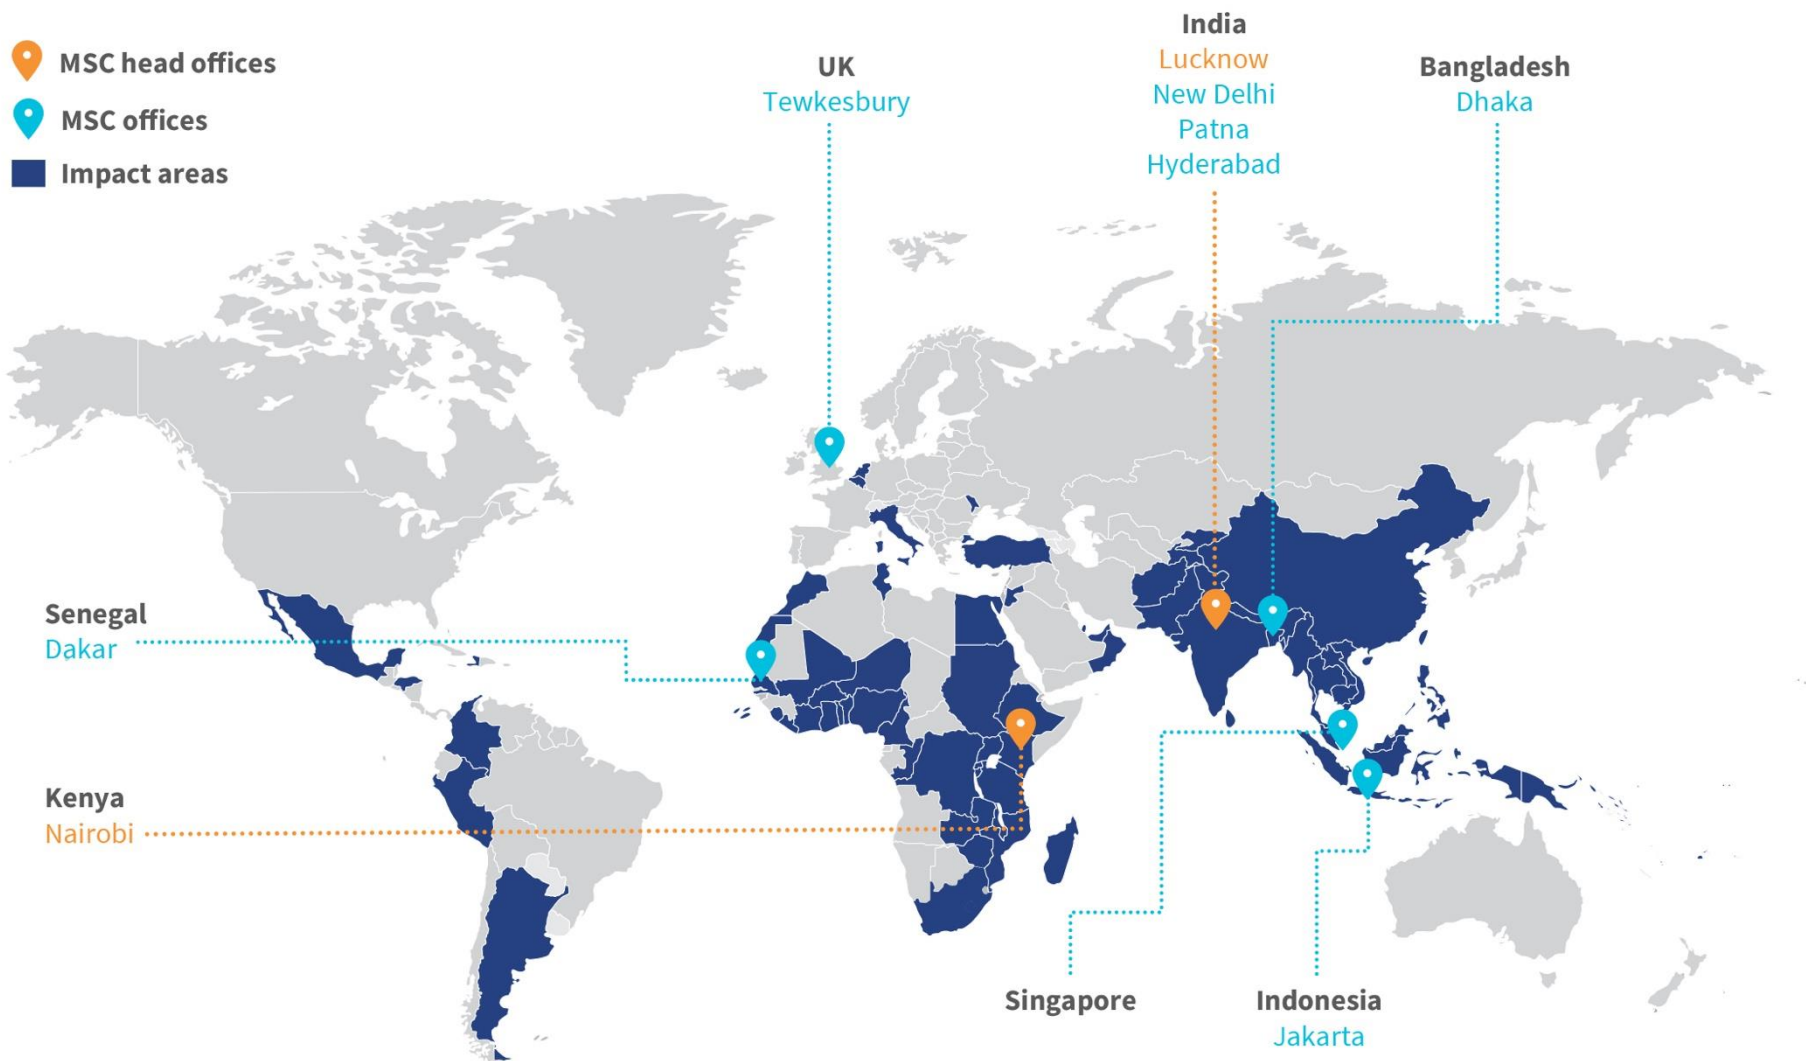 MSC head offices
MSC offices
Impact areas
UK
Tewkesbury
India
Lucknow
New Delhi
Patna
Hyderabad
Bangladesh
Dhaka
Senegal
Dakar
Kenya
Nairobi
Singapore
Indonesia
Jakarta